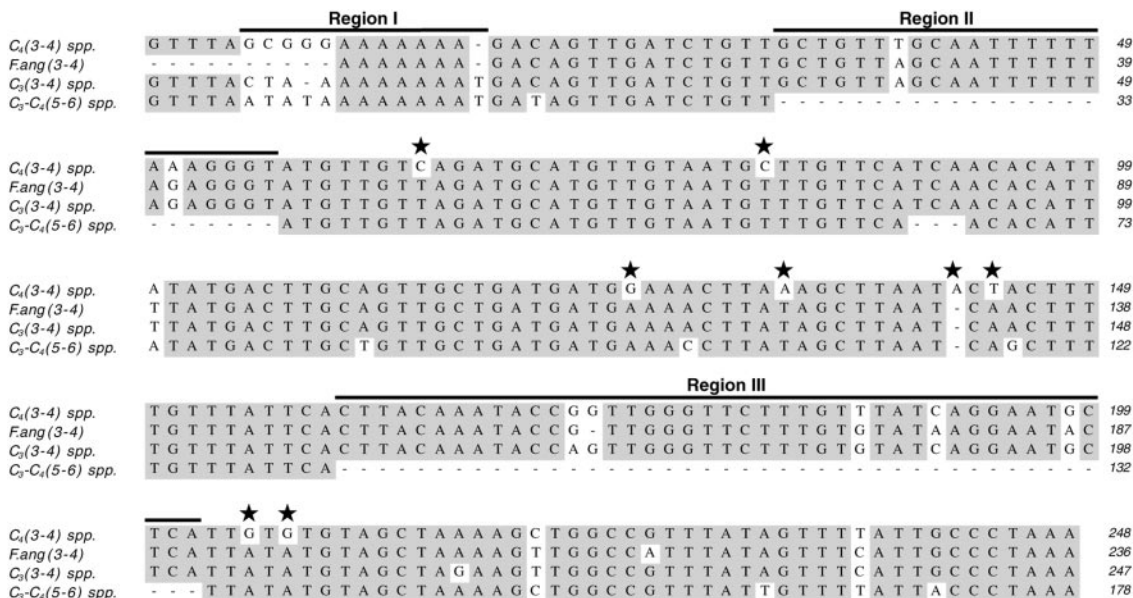 Region I Region II
C₄(3-4) spp. G T T T A G C G G G A A A A A A A - G A C A G T T G A T C T G T T G C T G T T T G C A A T T T T T T 49
F.ang(3-4) - - - - - - - - - - A A A A A A A - G A C A G T T G A T C T G T T G C T G T T A G C A A T T T T T T 39
C₃(3-4) spp. G T T T A C T A - A A A A A A A A T G A C A G T T G A T C T G T T G C T G T T A G C A A T T T T T T 49
C₃-C₄(5-6) spp. G T T T A A T A T A A A A A A A A T G A T A G T T G A T C T G T T - - - - - - - - - - - - - - - - - 33
★ ★
C₄(3-4) spp. A A A G G G T A T G T T G T C A G A T G C A T G T T G T A A T G C T T G T T C A T C A A C A C A T T 99
F.ang(3-4) A G A G G G T A T G T T G T T A G A T G C A T G T T G T A A T G T T T G T T C A T C A A C A C A T T 89
C₃(3-4) spp. A G A G G G T A T G T T G T T A G A T G C A T G T T G T A A T G T T T G T T C A T C A A C A C A T T 99
C₃-C₄(5-6) spp. - - - - - - - A T G T T G T T A G A T G C A T G T T G T A A T G T T T G T T C A - - - A C A C A T T 73
★ ★ ★ ★
C₄(3-4) spp. A T A T G A C T T G C A G T T G C T G A T G A T G G A A A C T T A A A G C T T A A T A C T A C T T T 149
F.ang(3-4) T T A T G A C T T G C A G T T G C T G A T G A T G A A A A C T T A T A G C T T A A T - C A A C T T T 138
C₃(3-4) spp. T T A T G A C T T G C A G T T G C T G A T G A T G A A A A C T T A T A G C T T A A T - C A A C T T T 148
C₃-C₄(5-6) spp. A T A T G A C T T G C T G T T G C T G A T G A T G A A A C C T T A T A G C T T A A T - C A G C T T T 122
Region III
C₄(3-4) spp. T G T T T A T T C A C T T A C A A A T A C C G G T T G G G T T C T T T G T T T A T C A G G A A T G C 199
F.ang(3-4) T G T T T A T T C A C T T A C A A A T A C C G - T T G G G T T C T T T G T G T A T A A G G A A T A C 187
C₃(3-4) spp. T G T T T A T T C A C T T A C A A A T A C C A G T T G G G T T C T T T G T G T A T C A G G A A T G C 198
C₃-C₄(5-6) spp. T G T T T A T T C A - - - - - - - - - - - - - - - - - - - - - - - - - - - - - - - - - - - - - - - - 132
★ ★
C₄(3-4) spp. T C A T T G T G T G T A G C T A A A A G C T G G C C G T T T A T A G T T T T A T T G C C C T A A A 248
F.ang(3-4) T C A T T A T A T G T A G C T A A A A G T T G G C C A T T T A T A G T T T C A T T G C C C T A A A 236
C₃(3-4) spp. T C A T T A T A T G T A G C T A G A A G T T G G C C G T T T A T A G T T T C A T T G C C C T A A A 247
C₃-C₄(5-6) spp. - - - T T A T A T G T A G C T A A A A G C T G G C C G T T T A T T G T T T T A T T A C C C T A A A 178